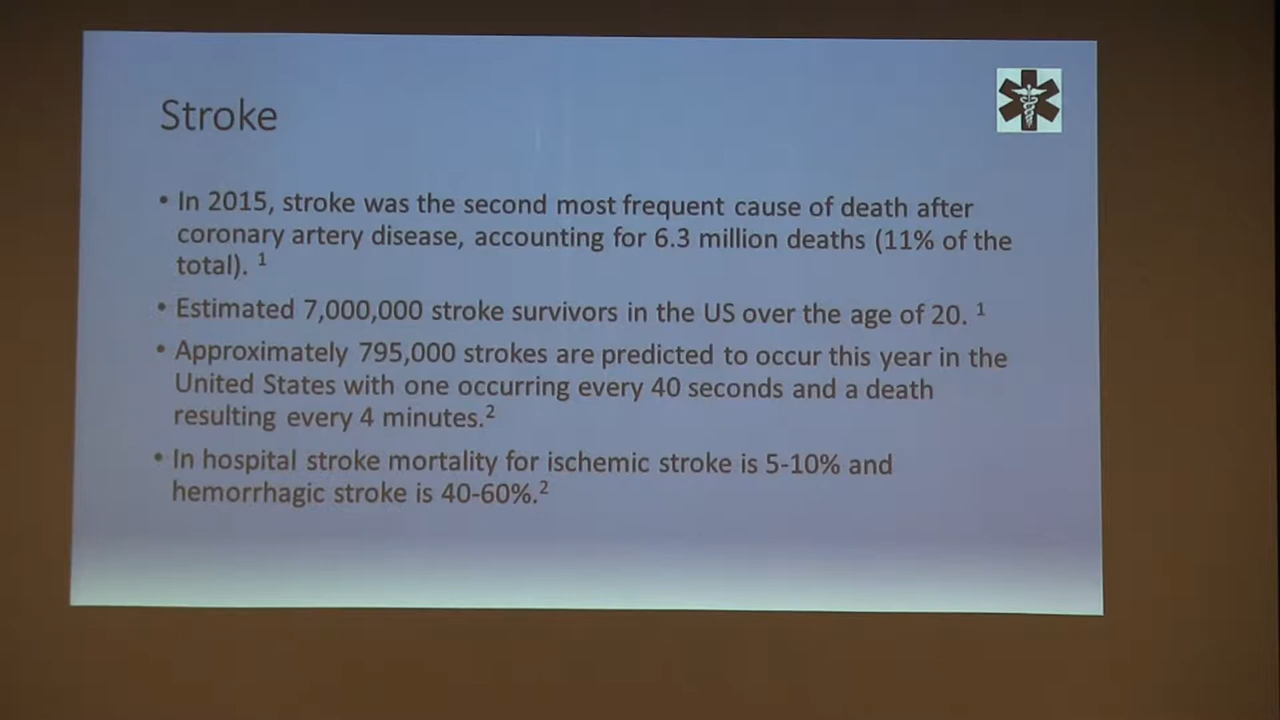 Stroke
• In 2015, stroke was the second most frequent cause of death after
coronary artery disease, accounting for 6.3 million deaths (11% of the
total). 1
• Estimated 7,000,000 stroke survivors in the US over the age of 20. 1
• Approximately 795,000 strokes are predicted to occur this year in the
United States with one occurring every 40 seconds and a death
resulting every 4 minutes.2
• In hospital stroke mortality for ischemic stroke is 5-10% and
hemorrhagic stroke is 40-60%.2